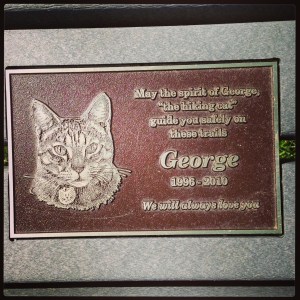 May the spirit of George,
"the hiking cat"
guide you safely on
these trails
George
1996 - 2010
We will always love you